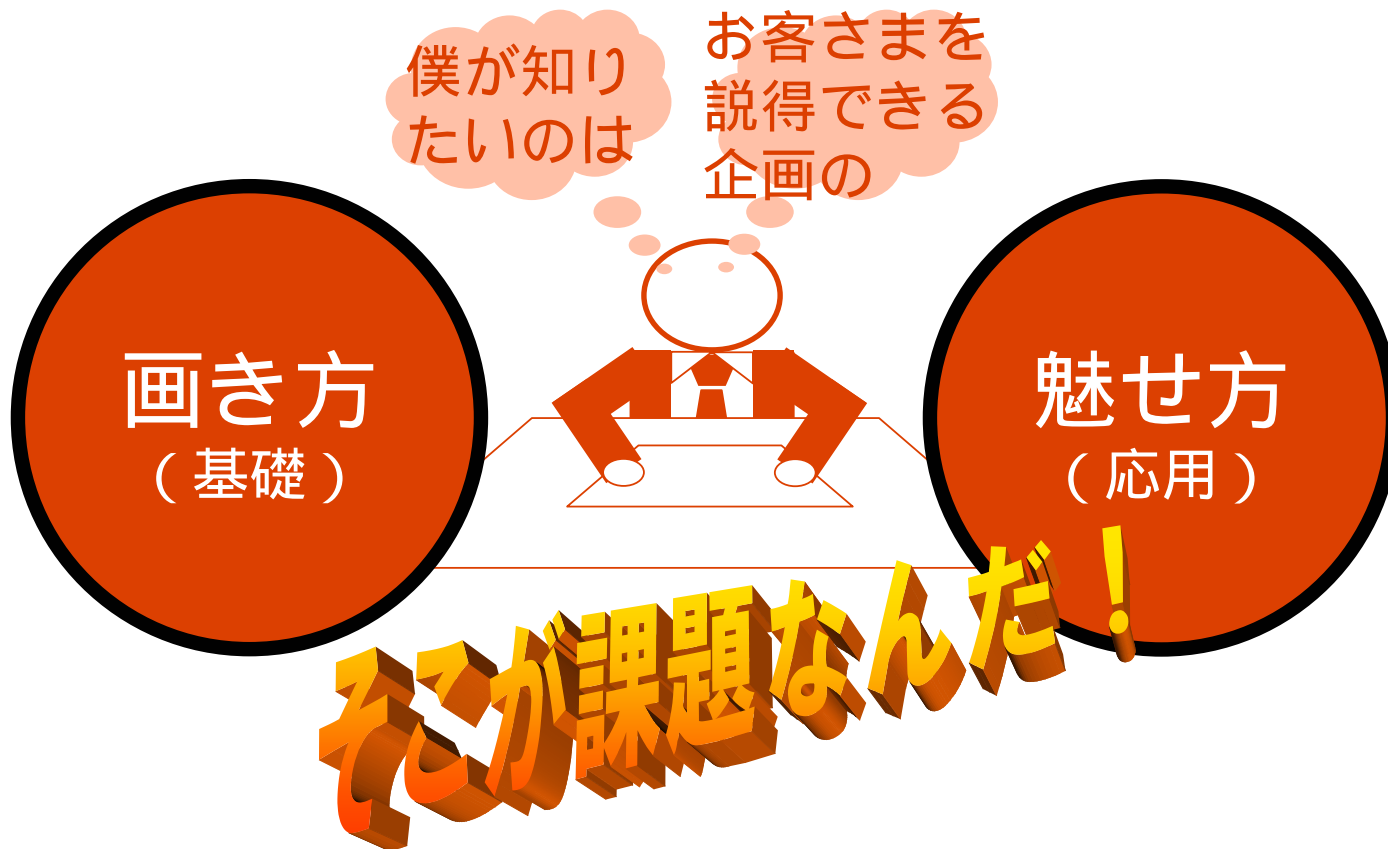 僕が知り
たいのは
お客さまを
説得できる
企画の
画き方
（基礎）
魅せ方
（応用）
そこが課題なんだ！